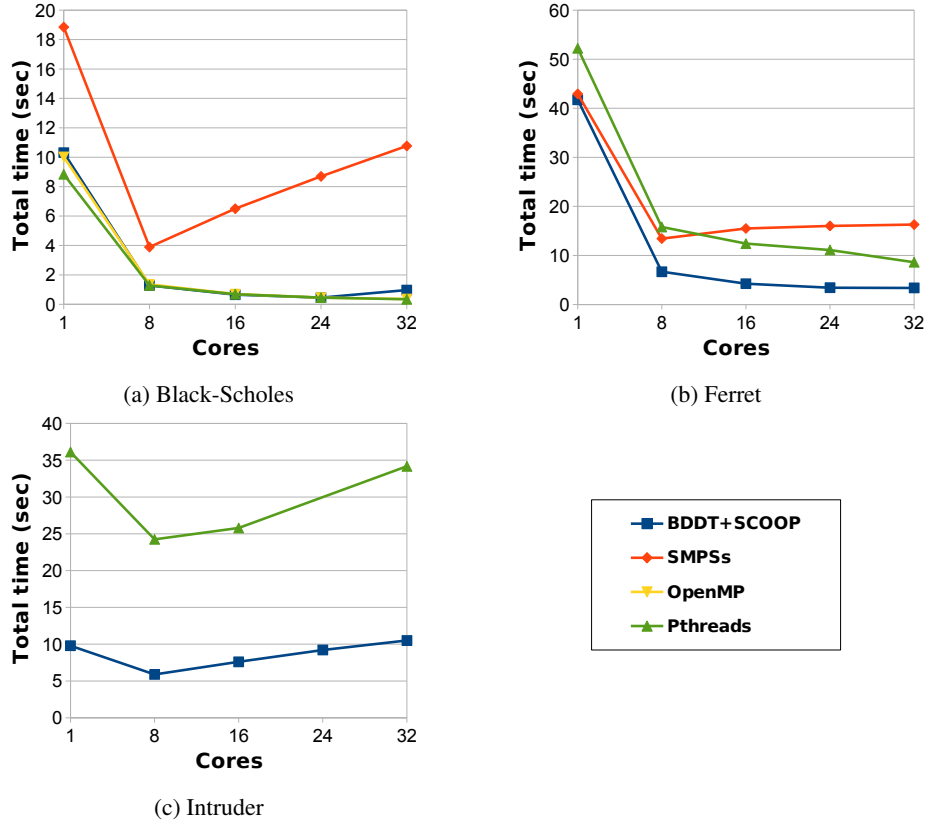 20
18
16
14
12
10
8
6
4
2
0
Total time (sec)
1 8 16 24 32
Cores
(a) Black-Scholes
60
50
40
30
20
10
0
Total time (sec)
1 8 16 24 32
Cores
(b) Ferret
40
35
30
25
20
15
10
5
0
Total time (sec)
1 8 16 24 32
Cores
(c) Intruder
BDDT+SCOOP
SMPSs
OpenMP
Pthreads